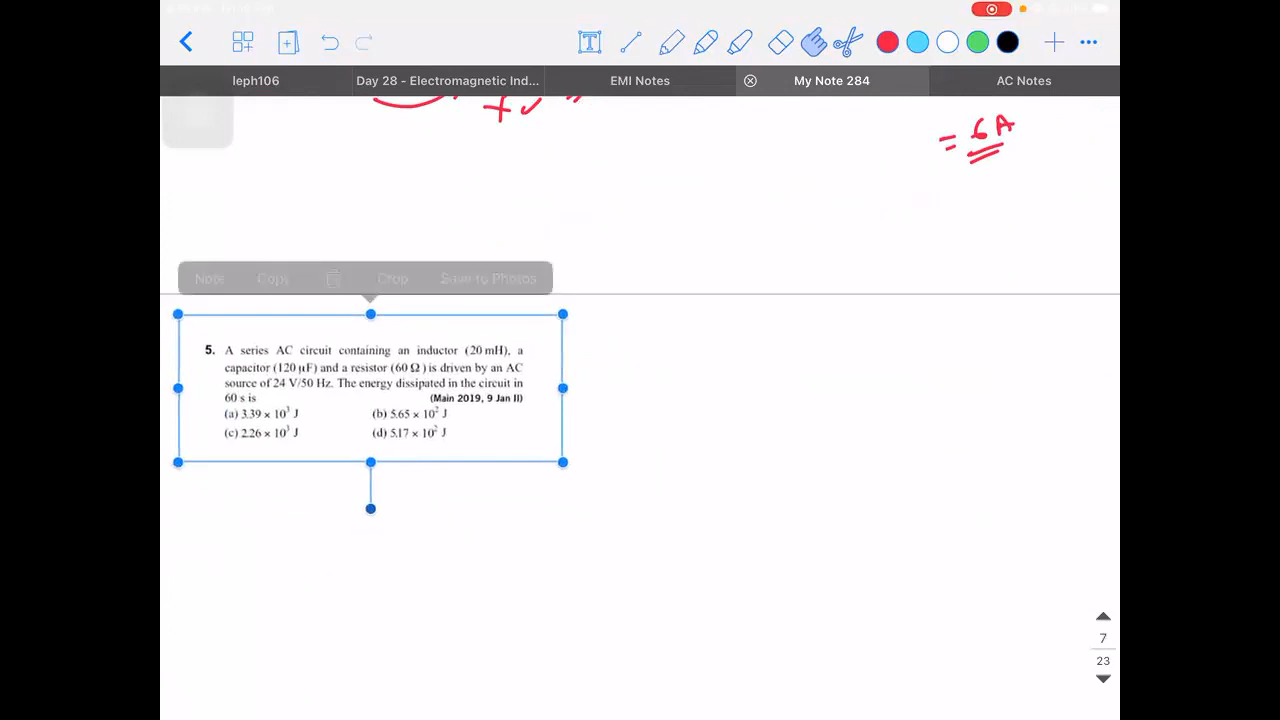 leph106
Day 28 - Electromagnetic Ind...
EMI Notes
My Note 284
AC Notes
= 6A
Note Copy Crop Save to Photos
5. A series AC circuit containing an inductor (20 mH), a
capacitor (120 μF) and a resistor (60 Ω) is driven by an AC
source of 24 V/50 Hz. The energy dissipated in the circuit in
60 s is (Main 2019, 9 Jan II)
(a) 3.39 × 10³ J (b) 5.65 × 10² J
(c) 2.26 × 10³ J (d) 5.17 × 10² J
7
23